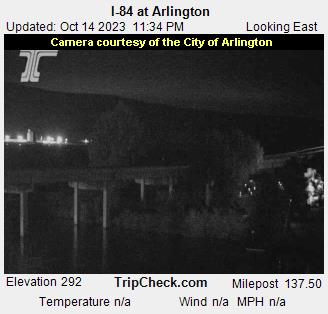 I-84 at Arlington
Updated: Oct 14 2023 11:34 PM Looking East
Camera courtesy of the City of Arlington
Elevation 292 TripCheck.com Milepost 137.50
Temperature n/a Wind n/a MPH n/a